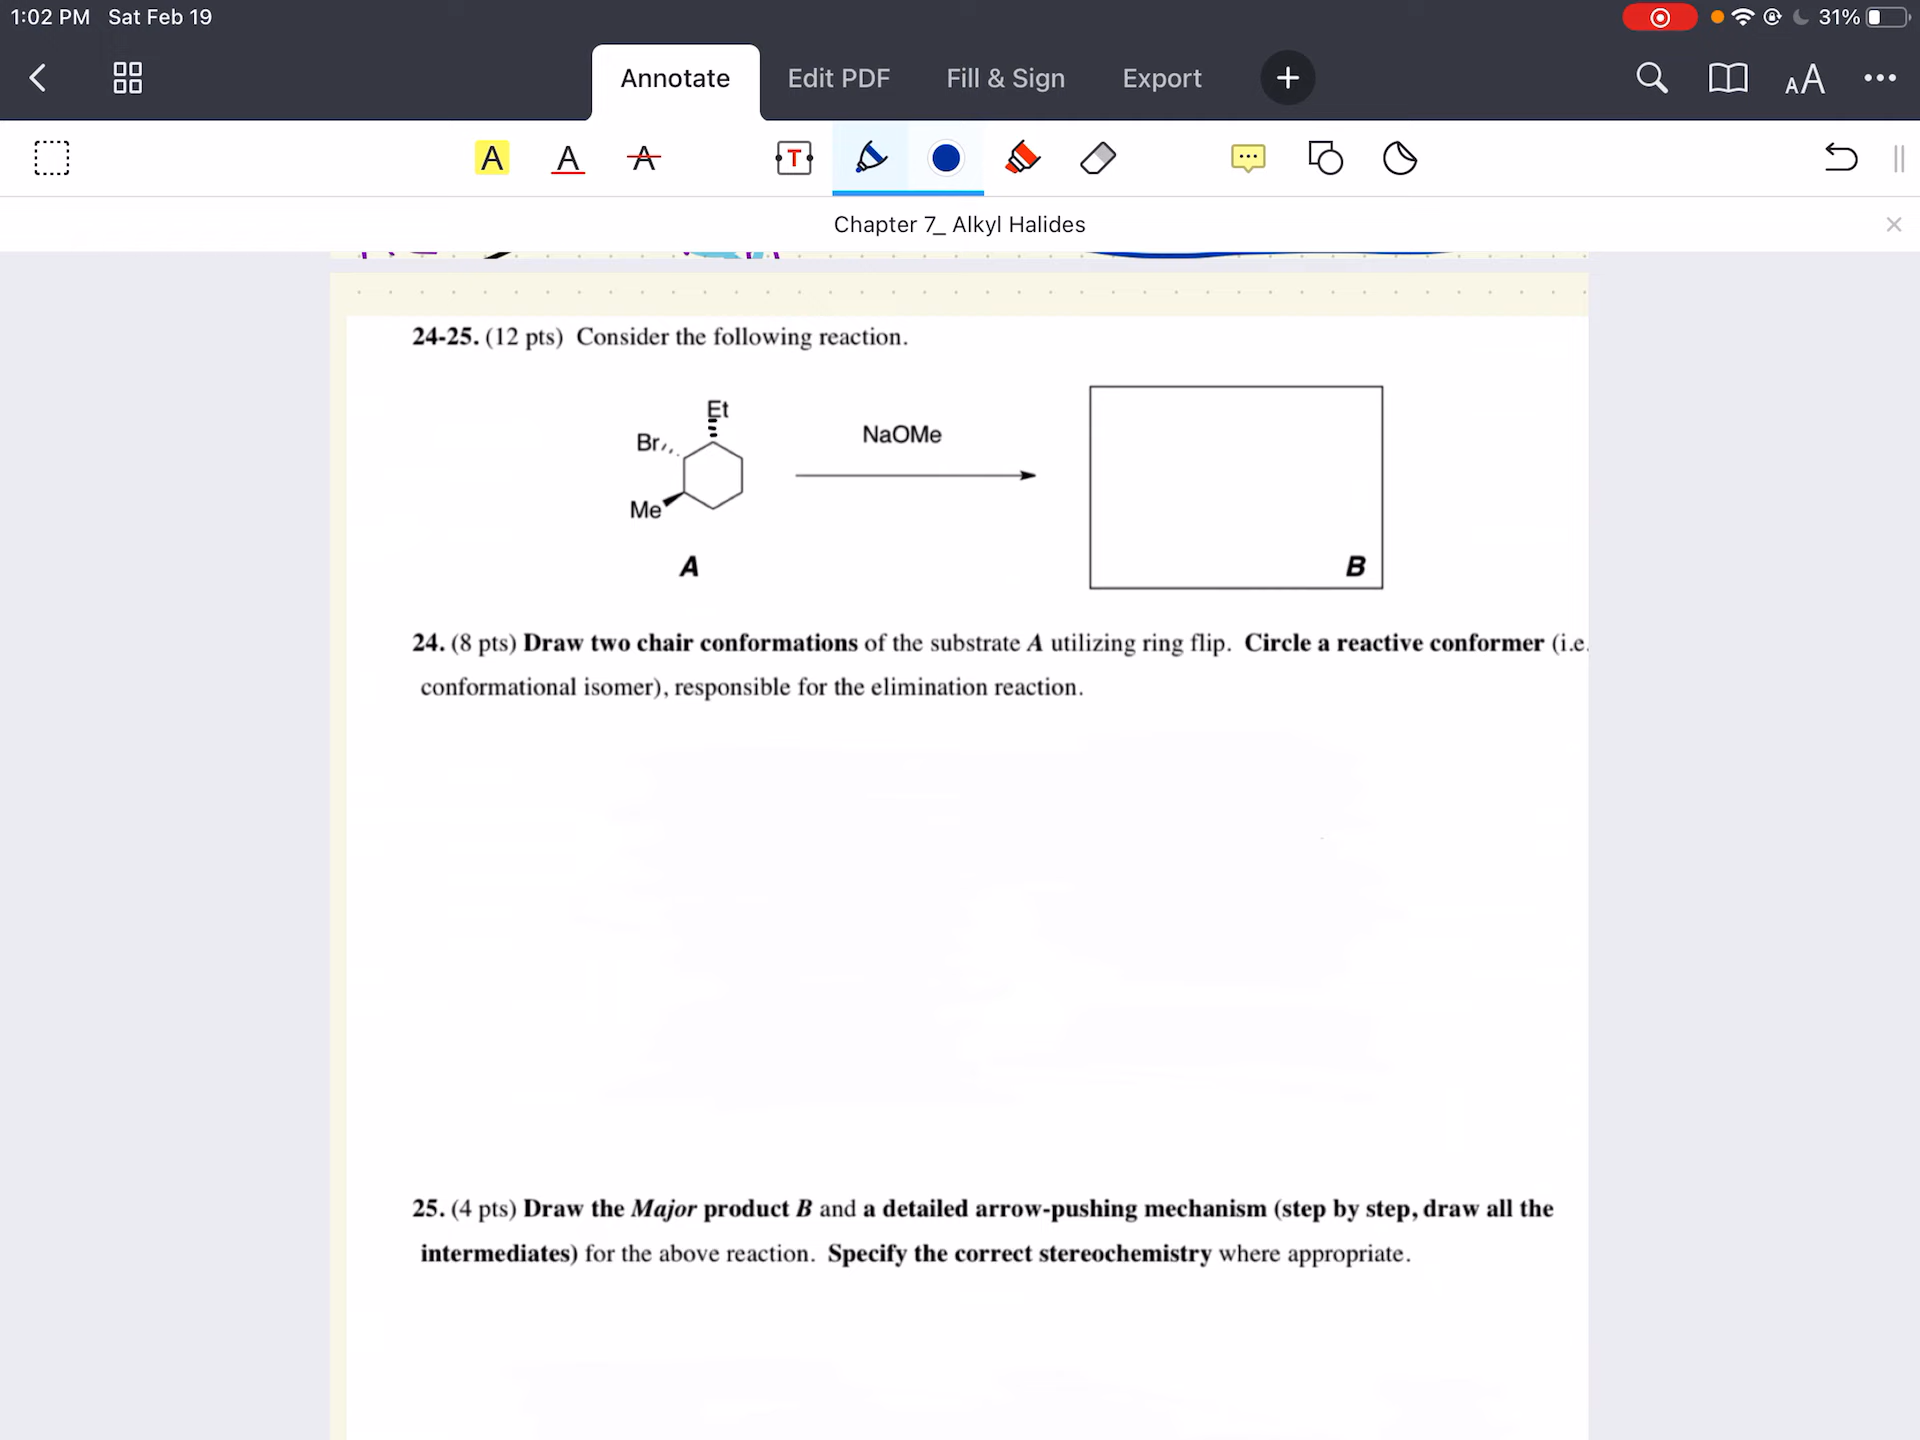 1:02 PM Sat Feb 19
31%
Annotate
Edit PDF
Fill & Sign
Export
AA
A A A T
Chapter 7_ Alkyl Halides
24-25. (12 pts) Consider the following reaction.
Et
Br
NaOMe
Me
A
B
24. (8 pts) Draw two chair conformations of the substrate A utilizing ring flip. Circle a reactive conformer (i.e.
conformational isomer), responsible for the elimination reaction.
25. (4 pts) Draw the Major product B and a detailed arrow-pushing mechanism (step by step, draw all the
intermediates) for the above reaction. Specify the correct stereochemistry where appropriate.